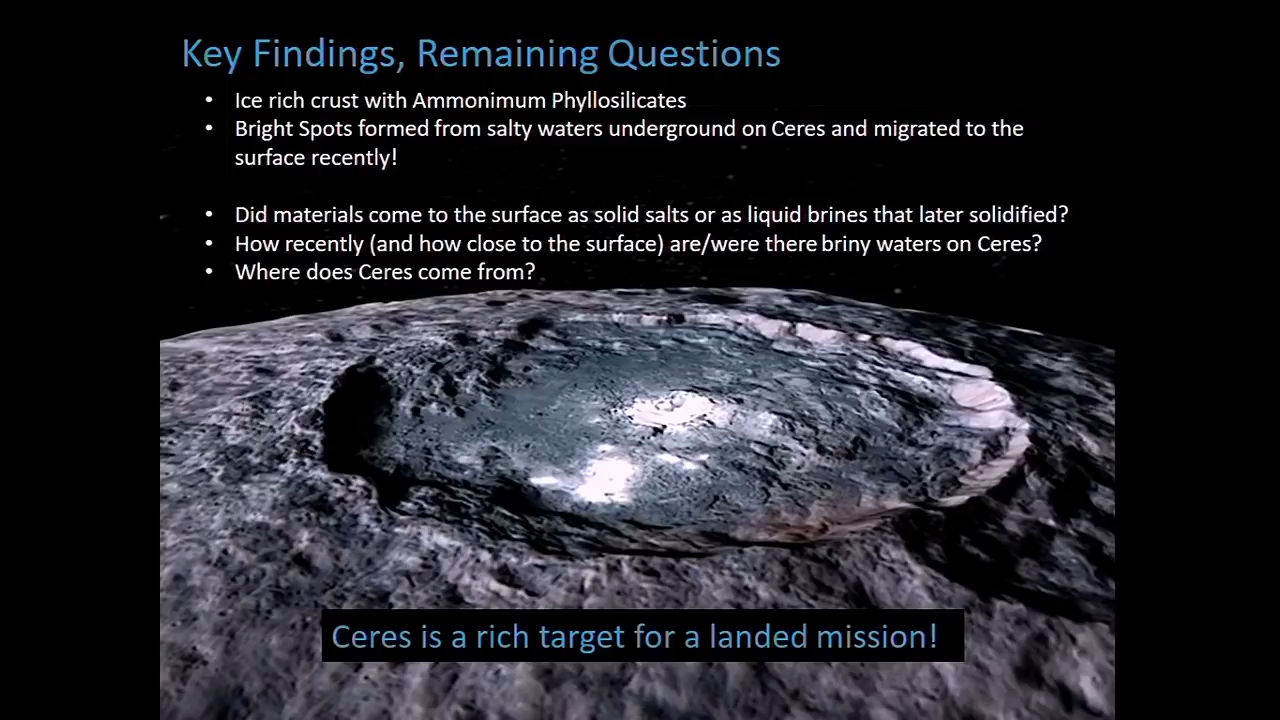 Key Findings, Remaining Questions
• Ice rich crust with Ammonimum Phyllosilicates
• Bright Spots formed from salty waters underground on Ceres and migrated to the
surface recently!
• Did materials come to the surface as solid salts or as liquid brines that later solidified?
• How recently (and how close to the surface) are/were there briny waters on Ceres?
• Where does Ceres come from?
Ceres is a rich target for a landed mission!